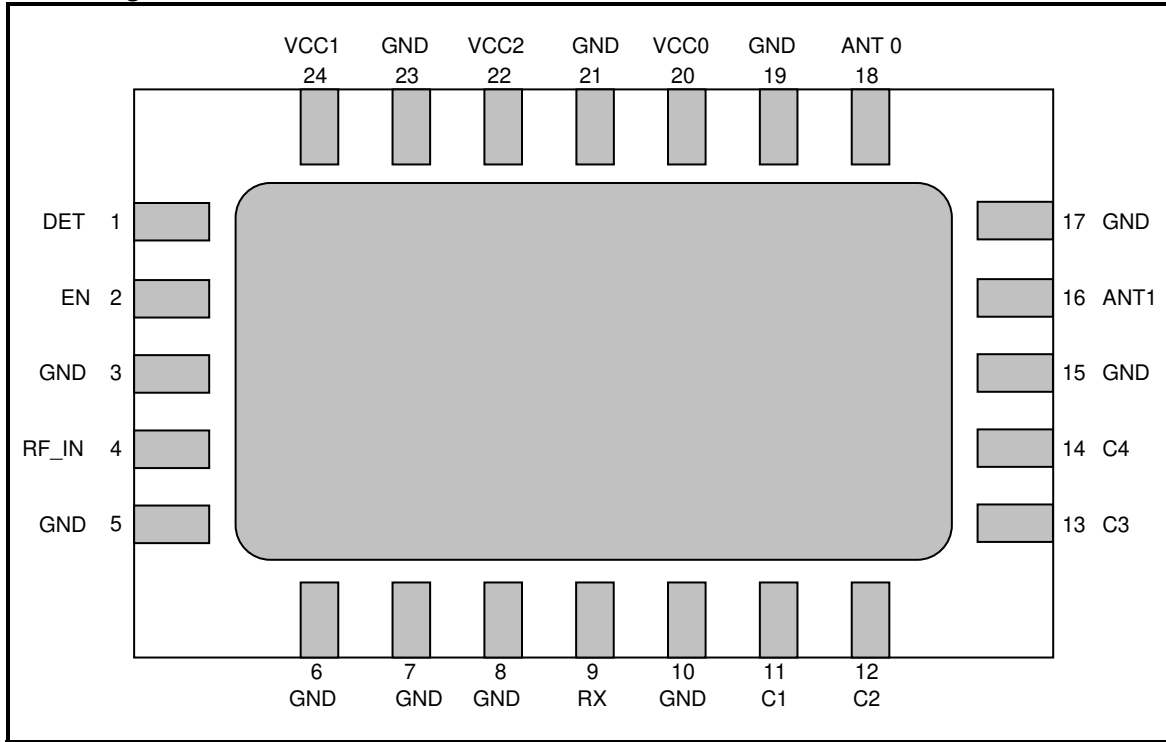 VCC1 GND VCC2 GND VCC0 GND ANT 0
24 23 22 21 20 19 18
DET 1
17 GND
EN 2
16 ANT1
GND 3
15 GND
RF_IN 4
14 C4
GND 5
13 C3
6 7 8 9 10 11 12
GND GND GND RX GND C1 C2